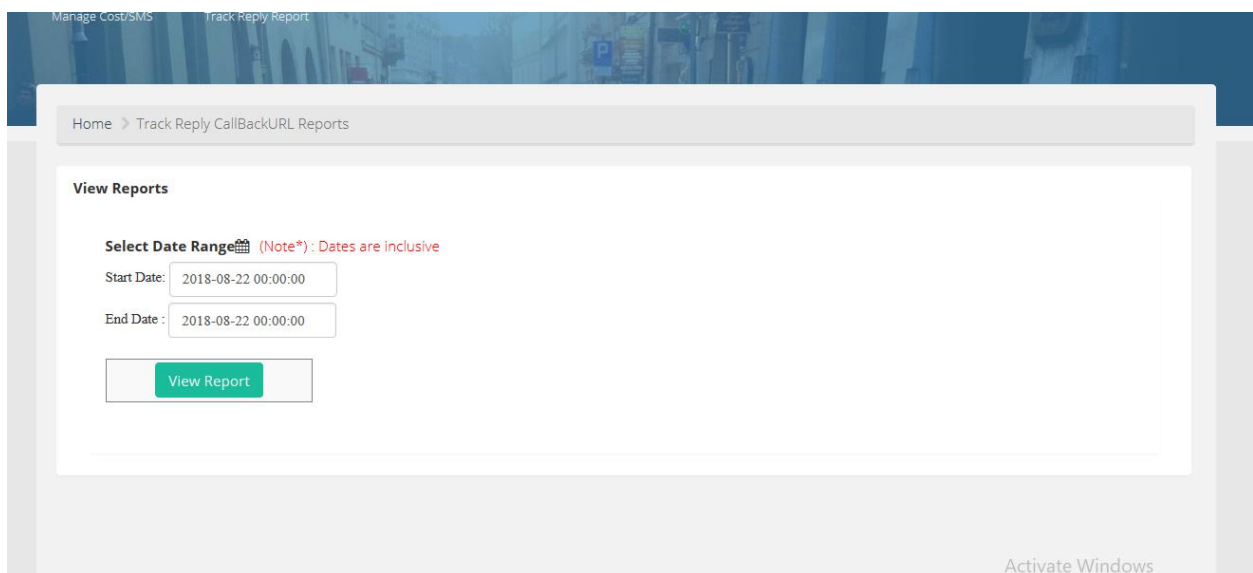 Manage Cost/SMS Track Reply Report
P
Home > Track Reply CallBackURL Reports
View Reports
Select Date Range (Note*) : Dates are inclusive
Start Date: 2018-08-22 00:00:00
End Date : 2018-08-22 00:00:00
View Report
Activate Windows